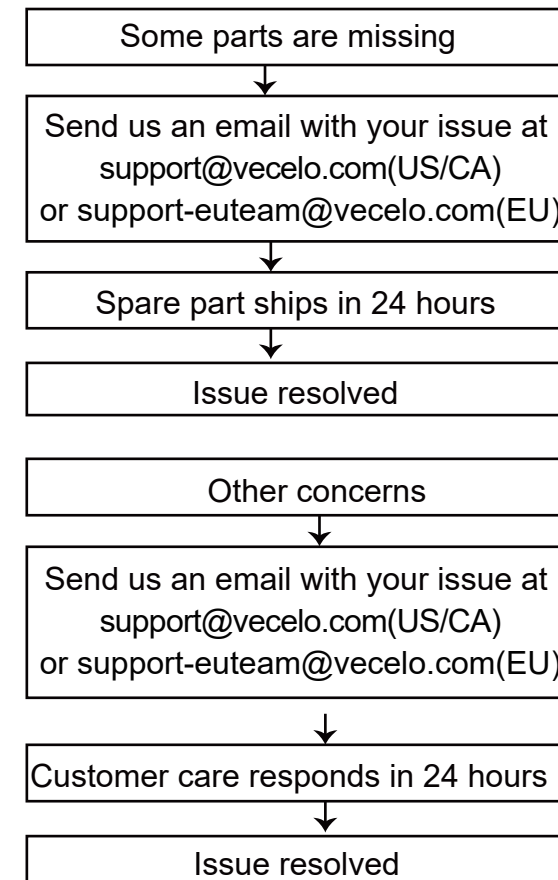 Some parts are missing
Send us an email with your issue at
support@vecelo.com(US/CA)
or support-euteam@vecelo.com(EU)
Spare part ships in 24 hours
Issue resolved
Other concerns
Send us an email with your issue at
support@vecelo.com(US/CA)
or support-euteam@vecelo.com(EU)
Customer care responds in 24 hours
Issue resolved